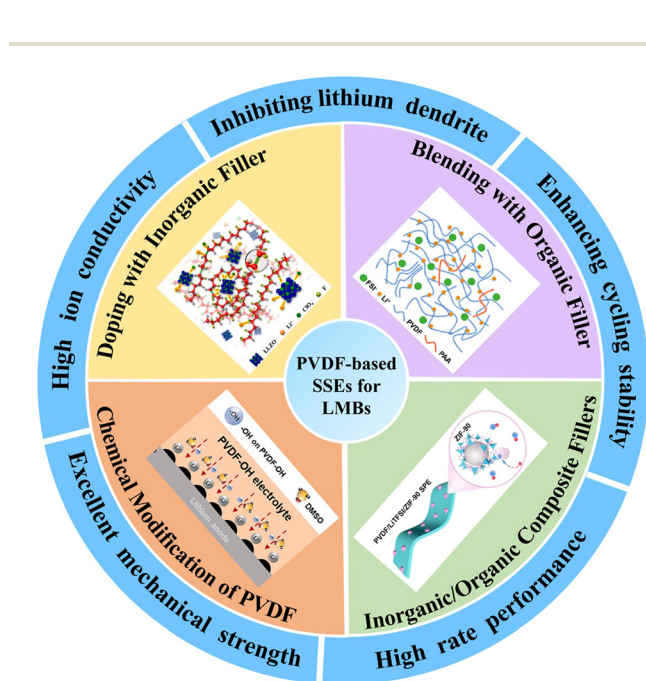 Inhibiting lithium dendrite
Enhancing cycling stability
High rate performance
Excellent mechanical strength
High ion conductivity
Doping with Inorganic Filler
LLZO
Li⁺
ClO₄
F
Blending with Organic Filler
FSI⁻
Li⁺
PVDF
PAA
PVDF-based
SSEs for
LMBs
Chemical Modification of PVDF
-OH
-OH on PVDF-OH
PVDF-OH electrolyte
DMSO
Lithium anode
Inorganic/Organic Composite Fillers
ZIF-90
PVDF/LiTFSI/ZIF-90 SPE